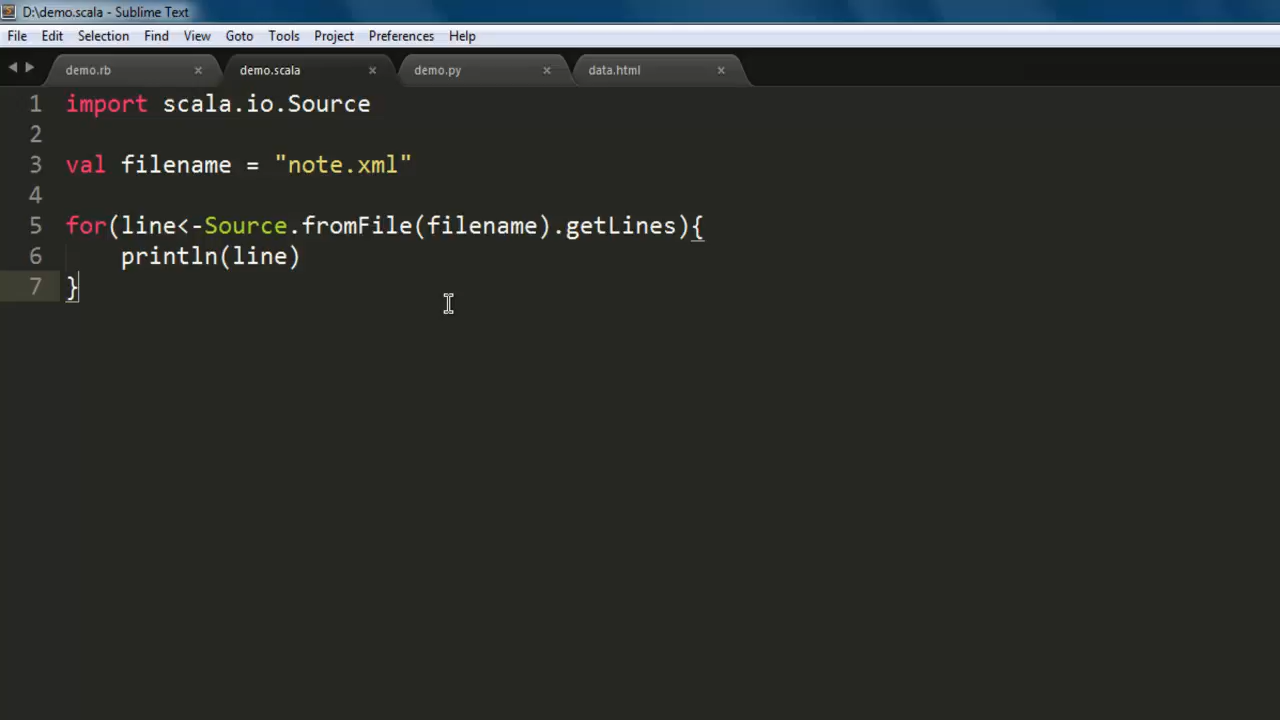 D:\demo.scala - Sublime Text
File Edit Selection Find View Goto Tools Project Preferences Help
demo.rb × demo.scala × demo.py × data.html ×
1 import scala.io.Source
2
3 val filename = "note.xml"
4
5 for(line<-Source.fromFile(filename).getLines){
6     println(line)
7 }